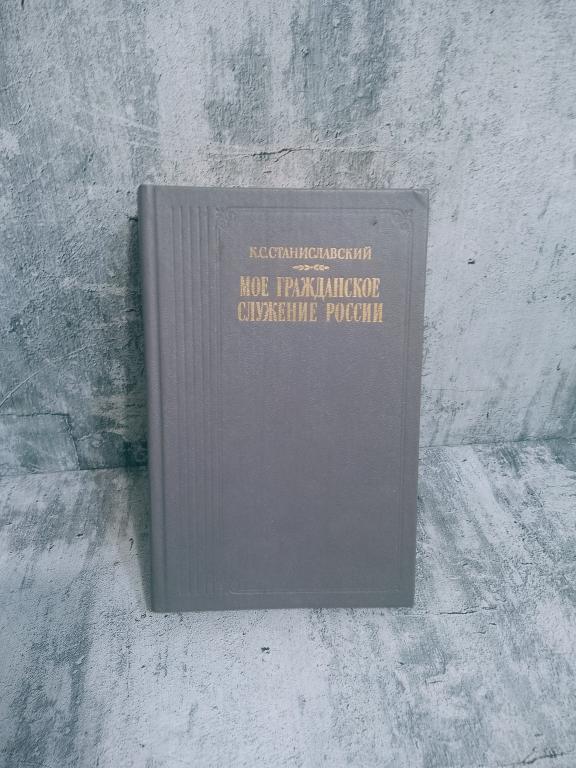 К.С.СТАНИСЛАВСКИЙ
МОЕ ГРАЖДАНСКОЕ
СЛУЖЕНИЕ РОССИИ